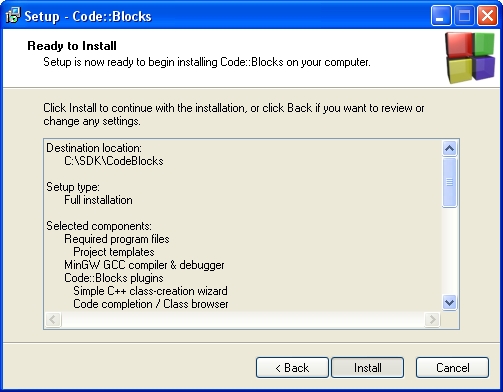 Setup - Code::Blocks
Ready to Install
Setup is now ready to begin installing Code::Blocks on your computer.
Click Install to continue with the installation, or click Back if you want to review or
change any settings.
Destination location:
C:\SDK\CodeBlocks
Setup type:
Full installation
Selected components:
Required program files
Project templates
MinGW GCC compiler & debugger
Code::Blocks plugins
Simple C++ class-creation wizard
Code completion / Class browser
< Back
Install
Cancel